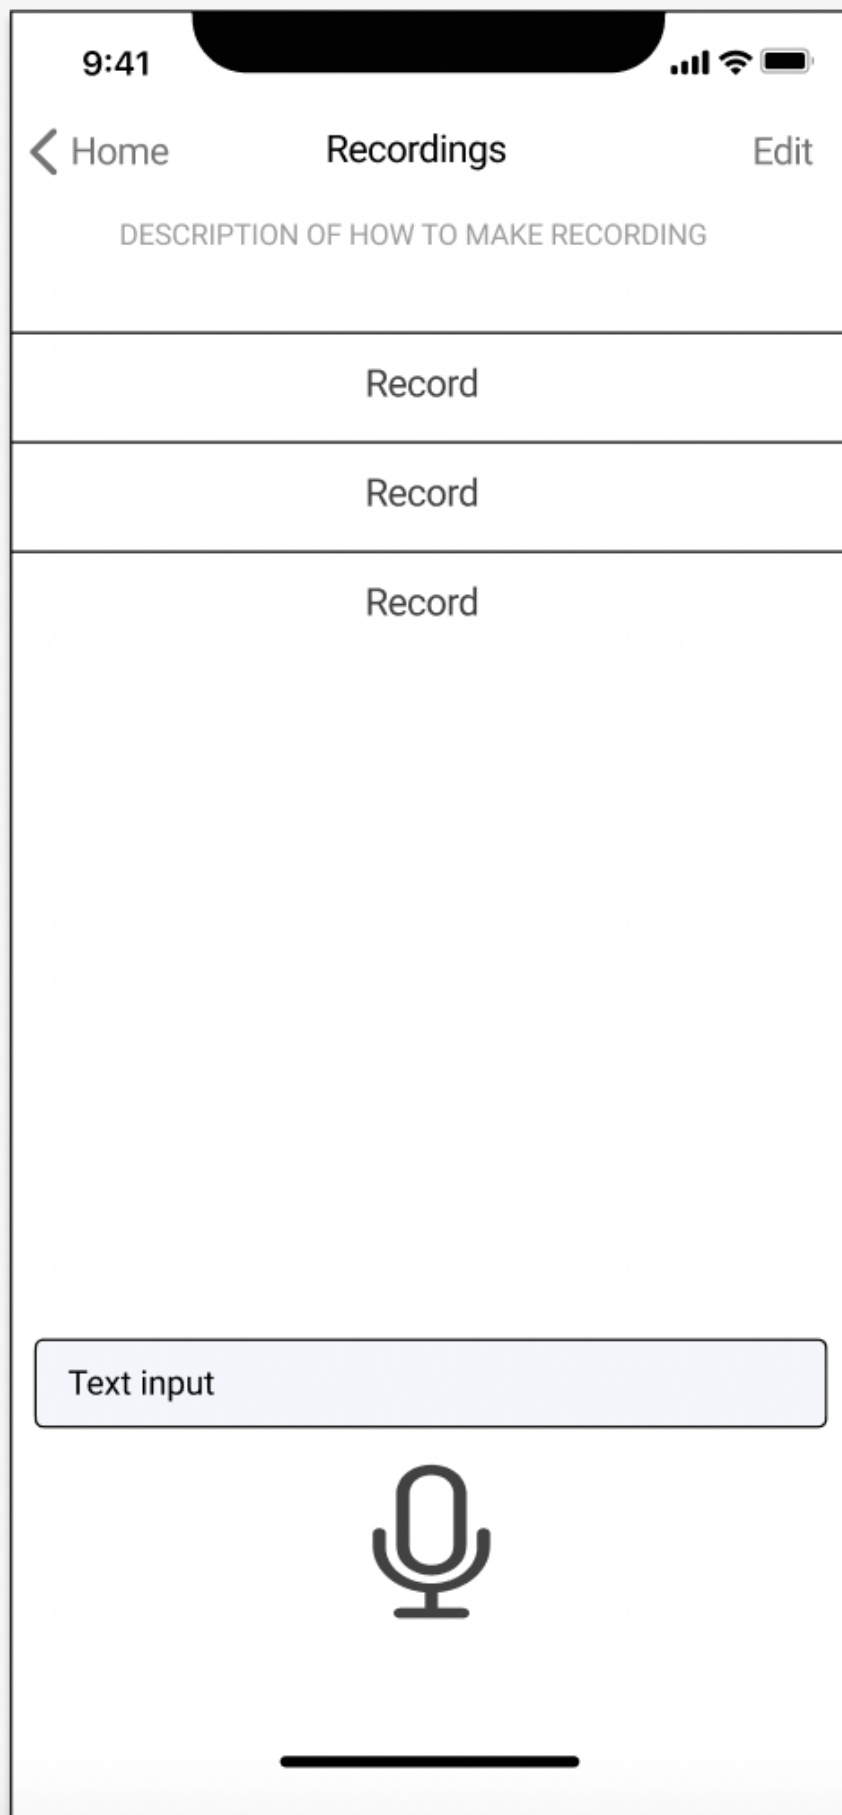 9:41
Home Recordings Edit
DESCRIPTION OF HOW TO MAKE RECORDING
Record
Record
Record
Text input